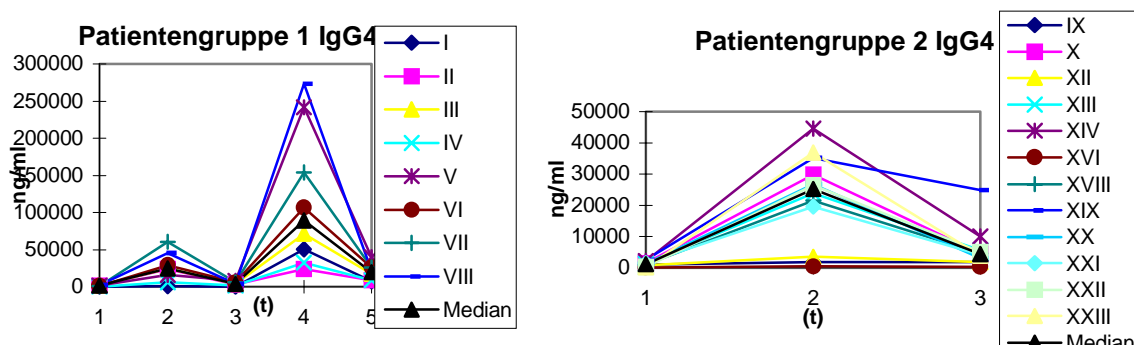 Patientengruppe 1 IgG4
ng/ml
300000
250000
200000
150000
100000
50000
0
1 2 3 4 5
(t)
I
II
III
IV
V
VI
VII
VIII
Median
Patientengruppe 2 IgG4
ng/ml
50000
40000
30000
20000
10000
0
1 2 3
(t)
IX
X
XII
XIII
XIV
XVI
XVIII
XIX
XX
XXI
XXII
XXIII
Median